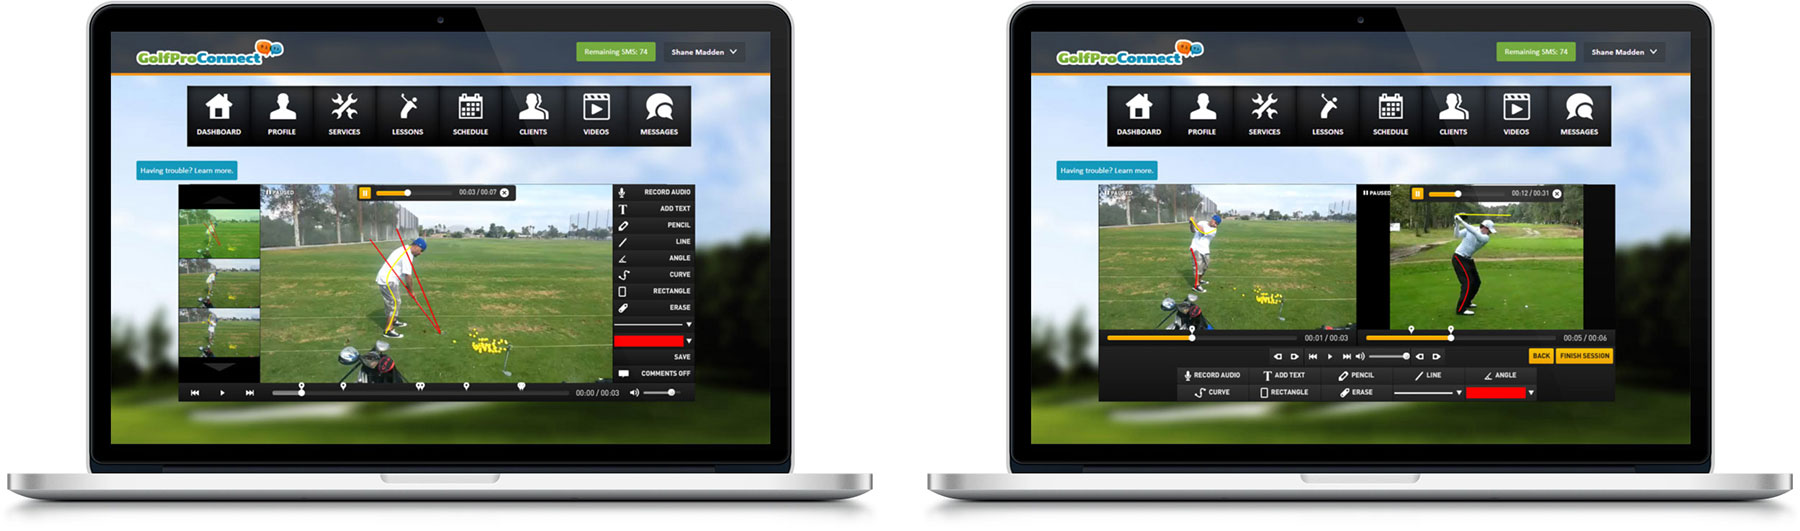 GolfProConnect
Remaining SMS: 74
Shane Madden
DASHBOARD
PROFILE
SERVICES
LESSONS
SCHEDULE
CLIENTS
VIDEOS
MESSAGES
Having trouble? Learn more.
PAUSED
00:03 / 00:07
RECORD AUDIO
ADD TEXT
PENCIL
LINE
ANGLE
CURVE
RECTANGLE
ERASE
SAVE
COMMENTS OFF
00:00 / 00:03
GolfProConnect
Remaining SMS: 74
Shane Madden
DASHBOARD
PROFILE
SERVICES
LESSONS
SCHEDULE
CLIENTS
VIDEOS
MESSAGES
Having trouble? Learn more.
PAUSED
PAUSED
00:12 / 00:31
00:01 / 00:03
00:05 / 00:06
BACK
FINISH SESSION
RECORD AUDIO
ADD TEXT
PENCIL
LINE
ANGLE
CURVE
RECTANGLE
ERASE